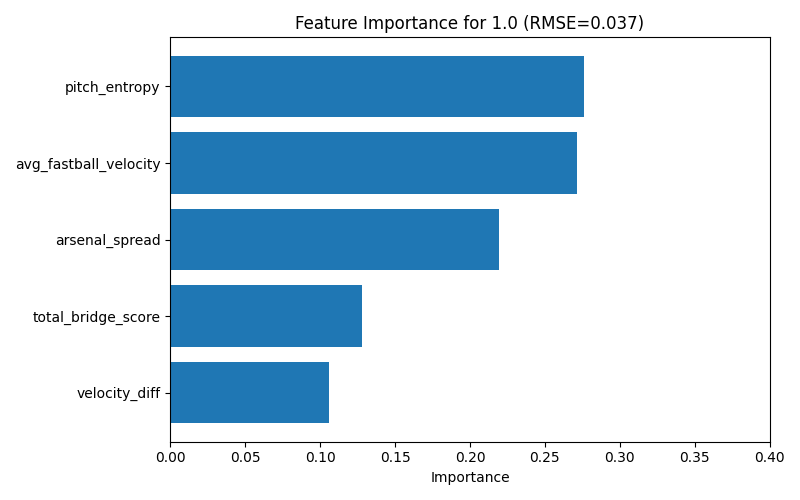 Feature Importance for 1.0 (RMSE=0.037)
pitch_entropy
avg_fastball_velocity
arsenal_spread
total_bridge_score
velocity_diff
0.00 0.05 0.10 0.15 0.20 0.25 0.30 0.35 0.40
Importance